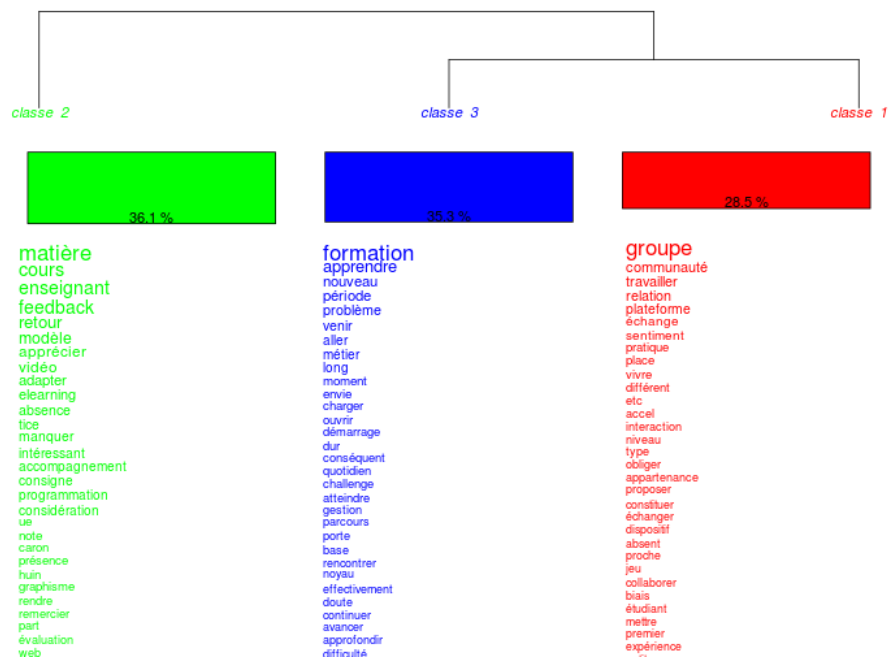 classe 2
classe 3
classe 1
36.1 %
35.3 %
28.5 %
matière
cours
enseignant
feedback
retour
modèle
apprécier
vidéo
adapter
elearning
absence
tice
manquer
intéressant
accompagnement
consigne
programmation
considération
ue
note
caron
présence
huin
graphisme
rendre
remercier
part
évaluation
web
formation
apprendre
nouveau
période
problème
venir
aller
métier
long
moment
envie
charger
ouvrir
démarrage
dur
conséquent
quotidien
challenge
atteindre
gestion
parcours
porte
base
rencontrer
noyau
effectivement
doute
continuer
avancer
approfondir
difficulté
groupe
communauté
travailler
relation
plateforme
échange
sentiment
pratique
place
vivre
différent
etc
accel
interaction
niveau
type
obliger
appartenance
proposer
constituer
échanger
dispositif
absent
proche
jeu
collaborer
biais
étudiant
mettre
premier
expérience